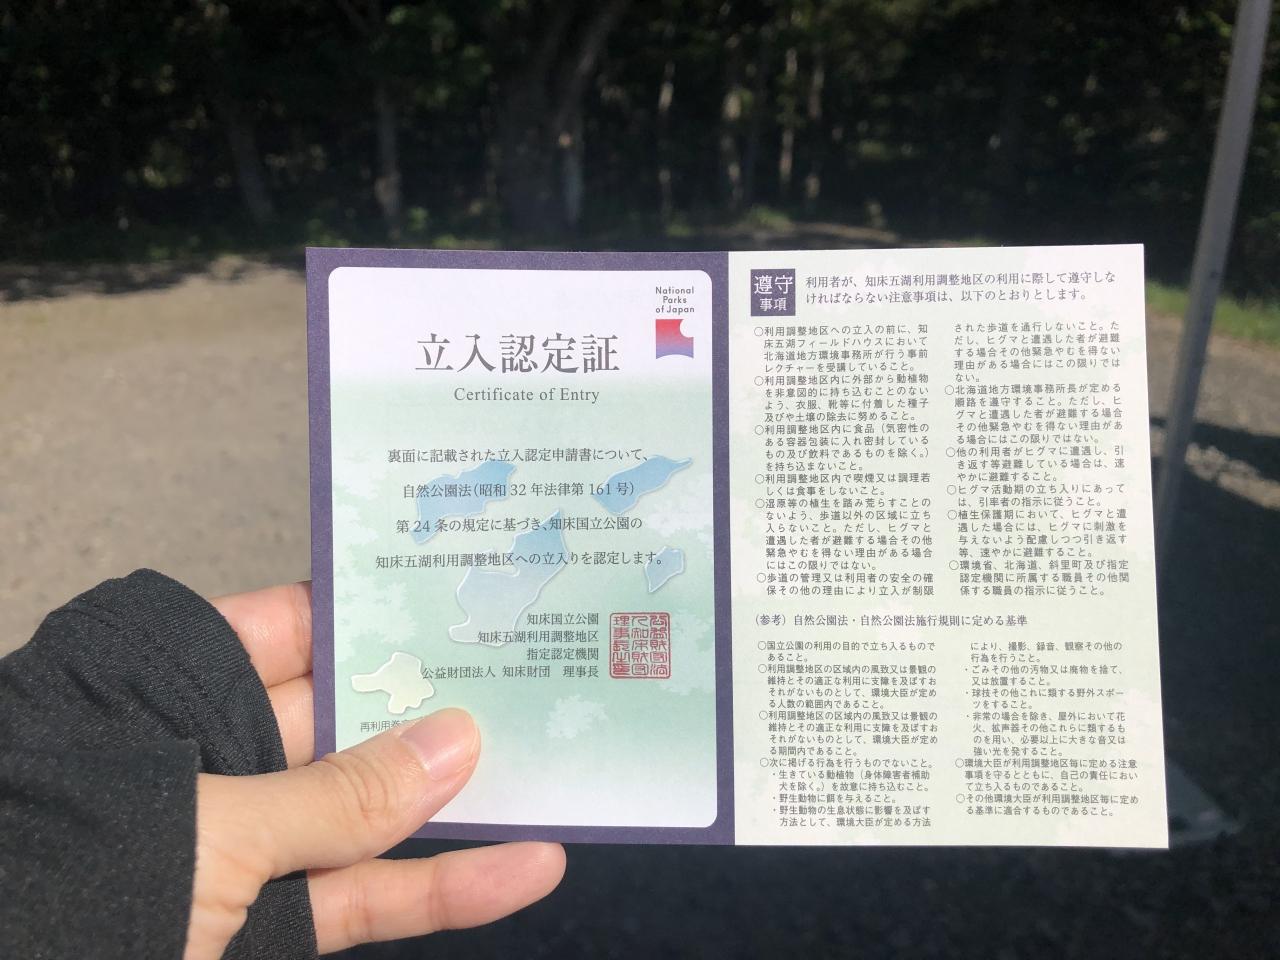 National
Parks
of Japan
立入認定証
Certificate of Entry
裏面に記載された立入認定申請書について、
自然公園法(昭和32年法律第161号)
第24条の規定に基づき、知床国立公園の
知床五湖利用調整地区への立入りを認定します。
知床国立公園
知床五湖利用調整地区
指定認定機関
公益財団法人 知床財団 理事長
再利用
遵守
事項
利用者が、知床五湖利用調整地区の利用に際して遵守しな
ければならない注意事項は、以下のとおりとします。
○利用調整地区への立入の前に、知
床五湖フィールドハウスにおいて
北海道地方環境事務所が行う事前
レクチャーを受講していること。
○利用調整地区内に外部から動植物
を非意図的に持ち込むことのない
よう、衣服、靴等に付着した種子
及びや土壌の除去に努めること。
○利用調整地区内に食品(気密性の
ある容器包装に入れ密封している
もの及び飲料であるものを除く。)
を持ち込まないこと。
○利用調整地区内で喫煙又は調理若
しくは食事をしないこと。
○湿原等の植生を踏み荒らすことの
ないよう、歩道以外の区域に立ち
入らないこと。ただし、ヒグマと
遭遇した者が避難する場合その他
緊急やむを得ない理由がある場合
にはこの限りではない。
○歩道の管理又は利用者の安全の確
保その他の理由により立入が制限
された歩道を通行しないこと。た
だし、ヒグマと遭遇した者が避難
する場合その他緊急やむを得ない
理由がある場合にはこの限りでは
ない。
○北海道地方環境事務所長が定める
順路を遵守すること。ただし、ヒ
グマと遭遇した者が避難する場合
その他緊急やむを得ない理由があ
る場合にはこの限りではない。
○他の利用者がヒグマに遭遇し、引
き返す等避難している場合は、速
やかに避難すること。
○ヒグマ活動期の立ち入りにあって
は、引率者の指示に従うこと。
○植生保護期において、ヒグマと遭
遇した場合には、ヒグマに刺激を
与えないよう配慮しつつ引き返す
等、速やかに避難すること。
○環境省、北海道、斜里町及び指定
認定機関に所属する職員その他関
係する職員の指示に従うこと。
(参考)自然公園法・自然公園法施行規則に定める基準
○国立公園の利用の目的で立ち入るもので
あること。
○利用調整地区の区域内の風致又は景観の
維持とその適正な利用に支障を及ぼすお
それがないものとして、環境大臣が定め
る人数の範囲内であること。
○利用調整地区の区域内の風致又は景観の
維持とその適正な利用に支障を及ぼすお
それがないものとして、環境大臣が定め
る期間内であること。
○次に掲げる行為を行うものでないこと。
・生きている動植物(身体障害者補助
犬を除く。)を故意に持ち込むこと。
・野生動物に餌を与えること。
・野生動物の生息状態に影響を及ぼす
方法として、環境大臣が定める方法
により、撮影、録音、観察その他の
行為を行うこと。
・ごみその他の汚物又は廃物を捨て、
又は放置すること。
・球技その他これに類する野外スポー
ツをすること。
・非常の場合を除き、屋外において花
火、拡声器その他これらに類するも
のを用い、必要以上に大きな音又は
強い光を発すること。
○環境大臣が利用調整地区毎に定める注意
事項を守るとともに、自己の責任におい
て立ち入るものであること。
○その他環境大臣が利用調整地区毎に定め
る基準に適合するものであること。